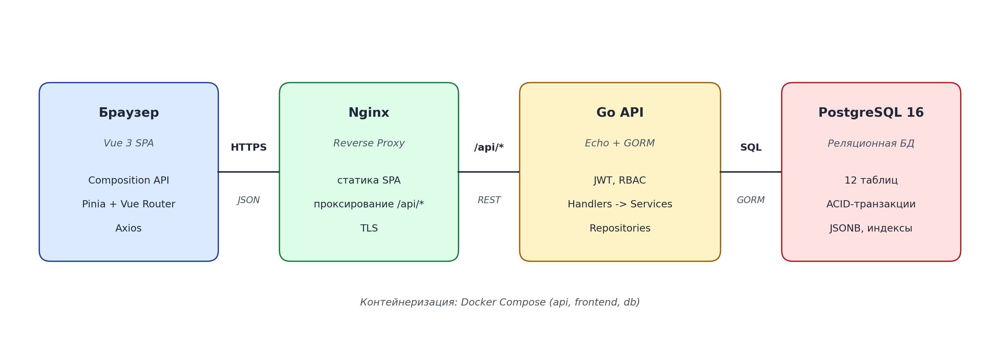 Браузер
Vue 3 SPA
Composition API
Pinia + Vue Router
Axios
HTTPS
JSON
Nginx
Reverse Proxy
статика SPA
проксирование /api/*
TLS
/api/*
REST
Go API
Echo + GORM
JWT, RBAC
Handlers -> Services
Repositories
SQL
GORM
PostgreSQL 16
Реляционная БД
12 таблиц
ACID-транзакции
JSONB, индексы
Контейнеризация: Docker Compose (api, frontend, db)